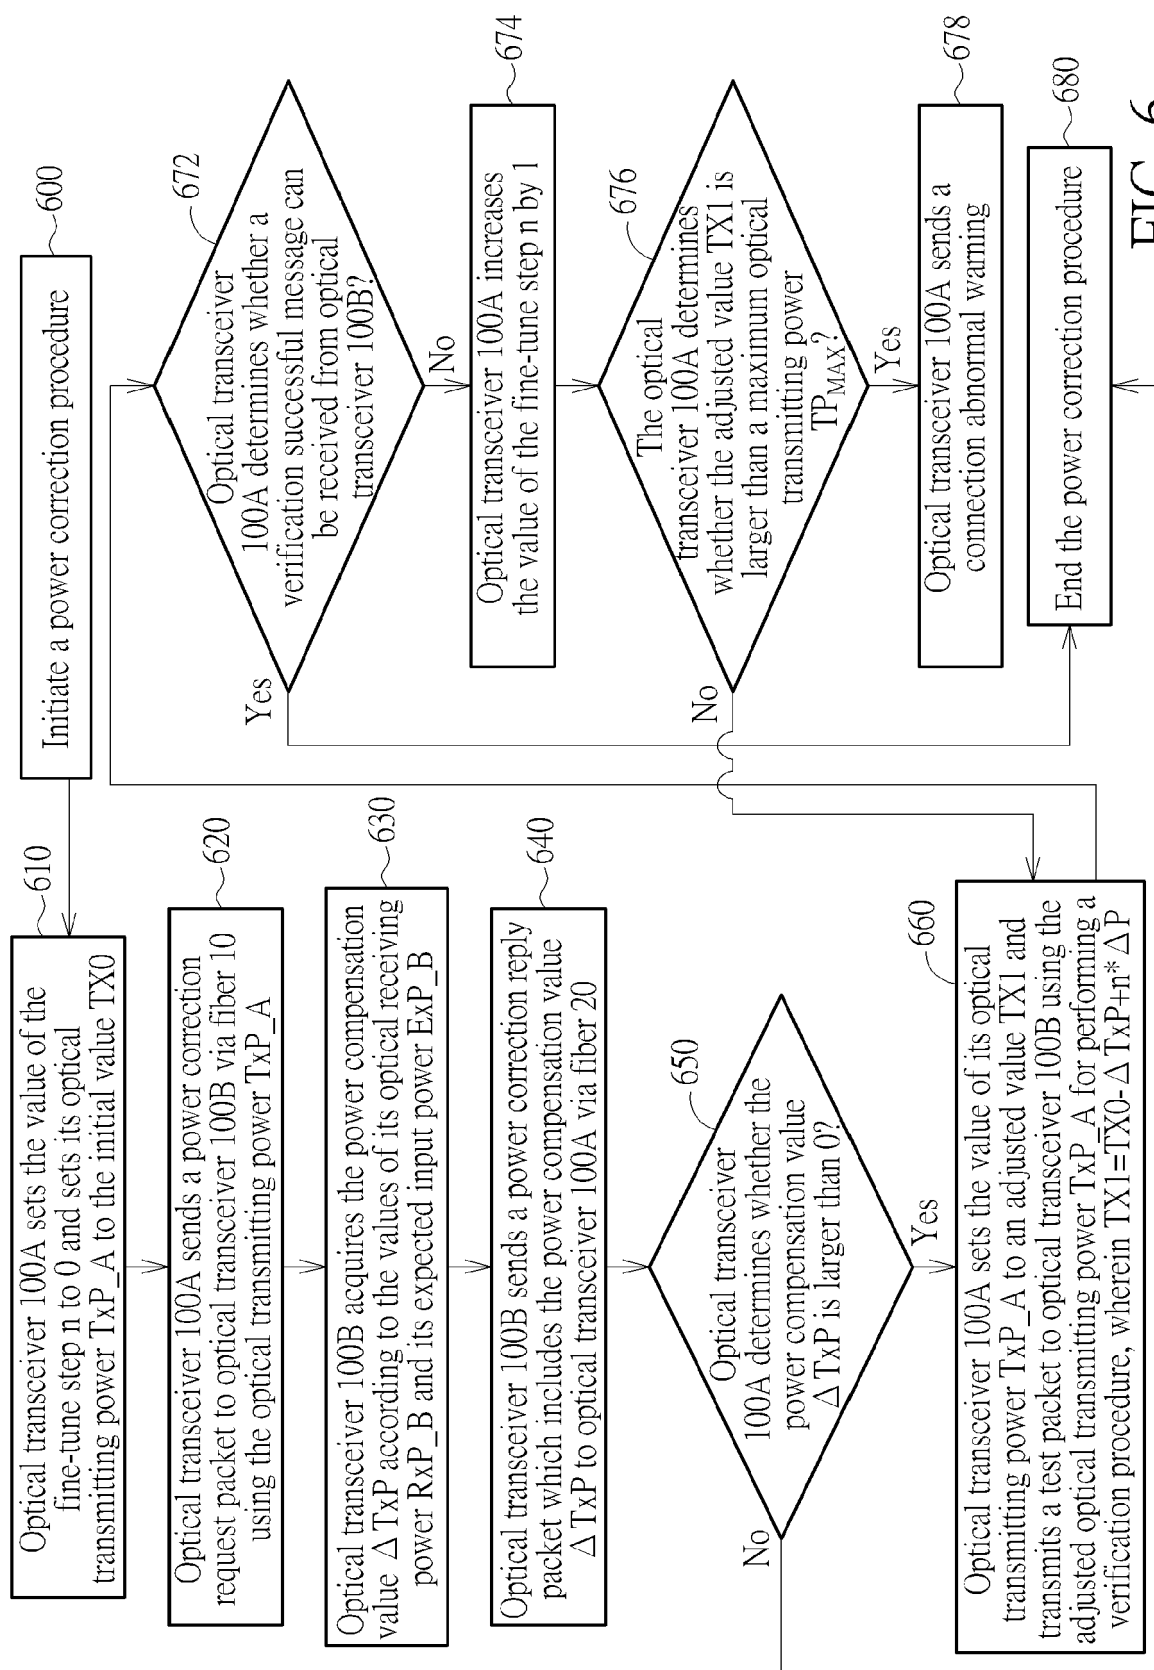 600
Initiate a power correction procedure
610
Optical transceiver 100A sets the value of the
fine-tune step n to 0 and sets its optical
transmitting power TxP_A to the initial value TX0
620
Optical transceiver 100A sends a power correction
request packet to optical transceiver 100B via fiber 10
using the optical transmitting power TxP_A
630
Optical transceiver 100B acquires the power compensation
value Δ TxP according to the values of its optical receiving
power RxP_B and its expected input power ExP_B
640
Optical transceiver 100B sends a power correction reply
packet which includes the power compensation value
Δ TxP to optical transceiver 100A via fiber 20
650
Optical transceiver
100A determines whether the
power compensation value
Δ TxP is larger than 0?
No
Yes
660
Optical transceiver 100A sets the value of its optical
transmitting power TxP_A to an adjusted value TX1 and
transmits a test packet to optical transceiver 100B using the
adjusted optical transmitting power TxP_A for performing a
verification procedure, wherein TX1=TX0-Δ TxP+n* ΔP
672
Optical transceiver
100A determines whether a
verification successful message can
be received from optical
transceiver 100B?
Yes
No
674
Optical transceiver 100A increases
the value of the fine-tune step n by 1
676
The optical
transceiver 100A determines
whether the adjusted value TX1 is
larger than a maximum optical
transmitting power
TP_MAX?
No
Yes
678
Optical transceiver 100A sends a
connection abnormal warning
680
End the power correction procedure
FIG. 6